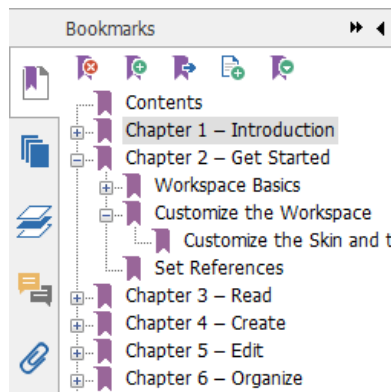 Bookmarks
Contents
Chapter 1 – Introduction
Chapter 2 – Get Started
Workspace Basics
Customize the Workspace
Customize the Skin and
Set References
Chapter 3 – Read
Chapter 4 – Create
Chapter 5 – Edit
Chapter 6 – Organize